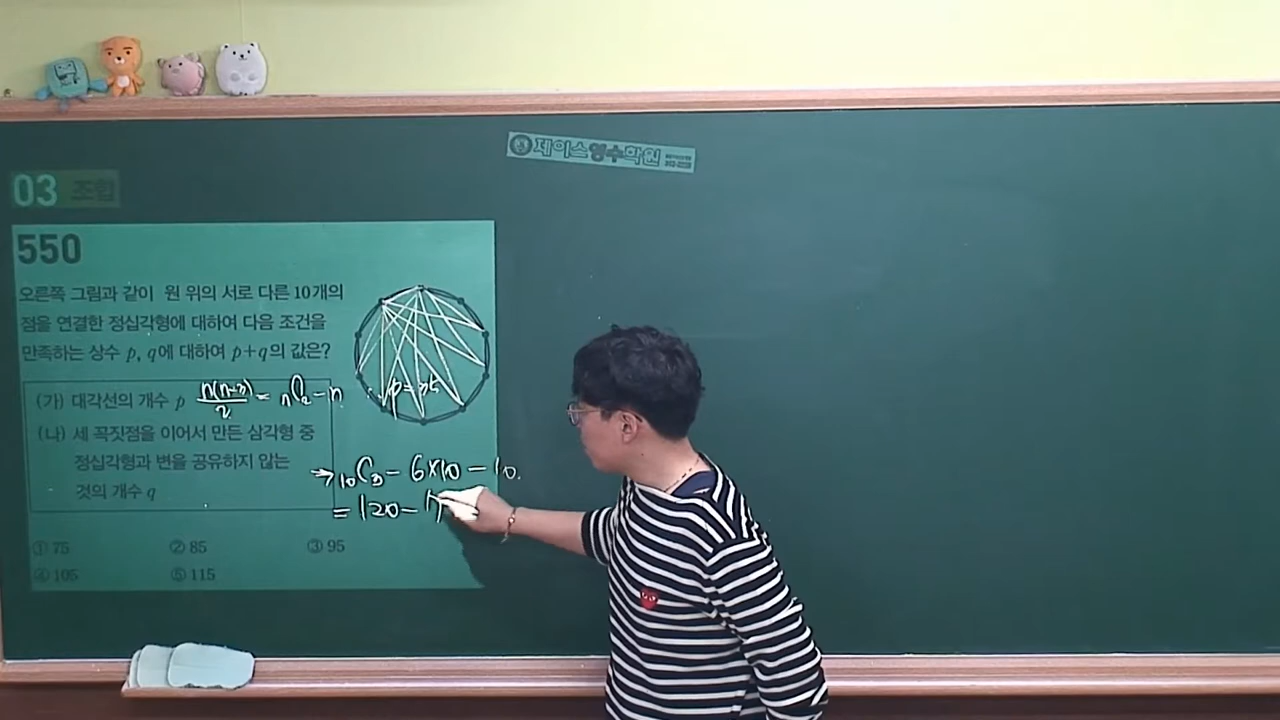 제이스영수학원
03 조합
550
오른쪽 그림과 같이 원 위의 서로 다른 10개의
점을 연결한 정십각형에 대하여 다음 조건을
만족하는 상수 p, q에 대하여 p+q의 값은?
(가) 대각선의 개수 p n(n-3)/2 = nC2 - n
p=35
(나) 세 꼭짓점을 이어서 만든 삼각형 중
정십각형과 변을 공유하지 않는
것의 개수 q
→ 10C3 - 6×10 - 10.
= 120 - 7
① 75 ② 85 ③ 95
④ 105 ⑤ 115